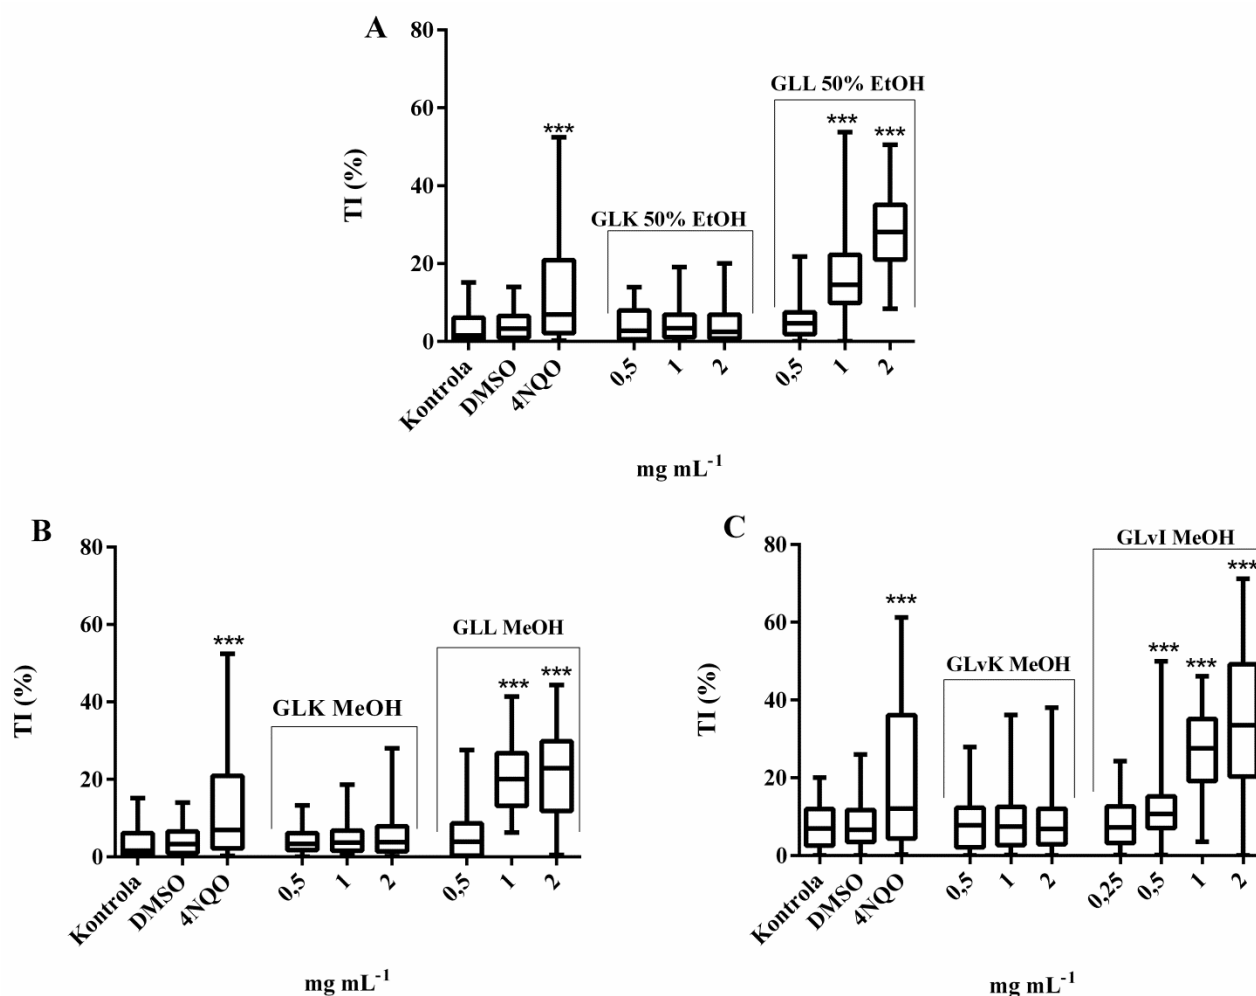 A
80
60
40
20
0
TI (%)
***
GLK 50% EtOH
GLL 50% EtOH
***
***
Kontrola
DMSO
4NQO
0,5
1
2
0,5
1
2
mg mL-1
B
80
60
40
20
0
TI (%)
***
GLK MeOH
GLL MeOH
***
***
Kontrola
DMSO
4NQO
0,5
1
2
0,5
1
2
mg mL-1
C
80
60
40
20
0
TI (%)
***
GLvK MeOH
GLvI MeOH
***
***
***
Kontrola
DMSO
4NQO
0,5
1
2
0,25
0,5
1
2
mg mL-1